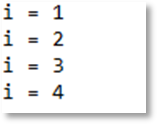 i = 1
i = 2
i = 3
i = 4